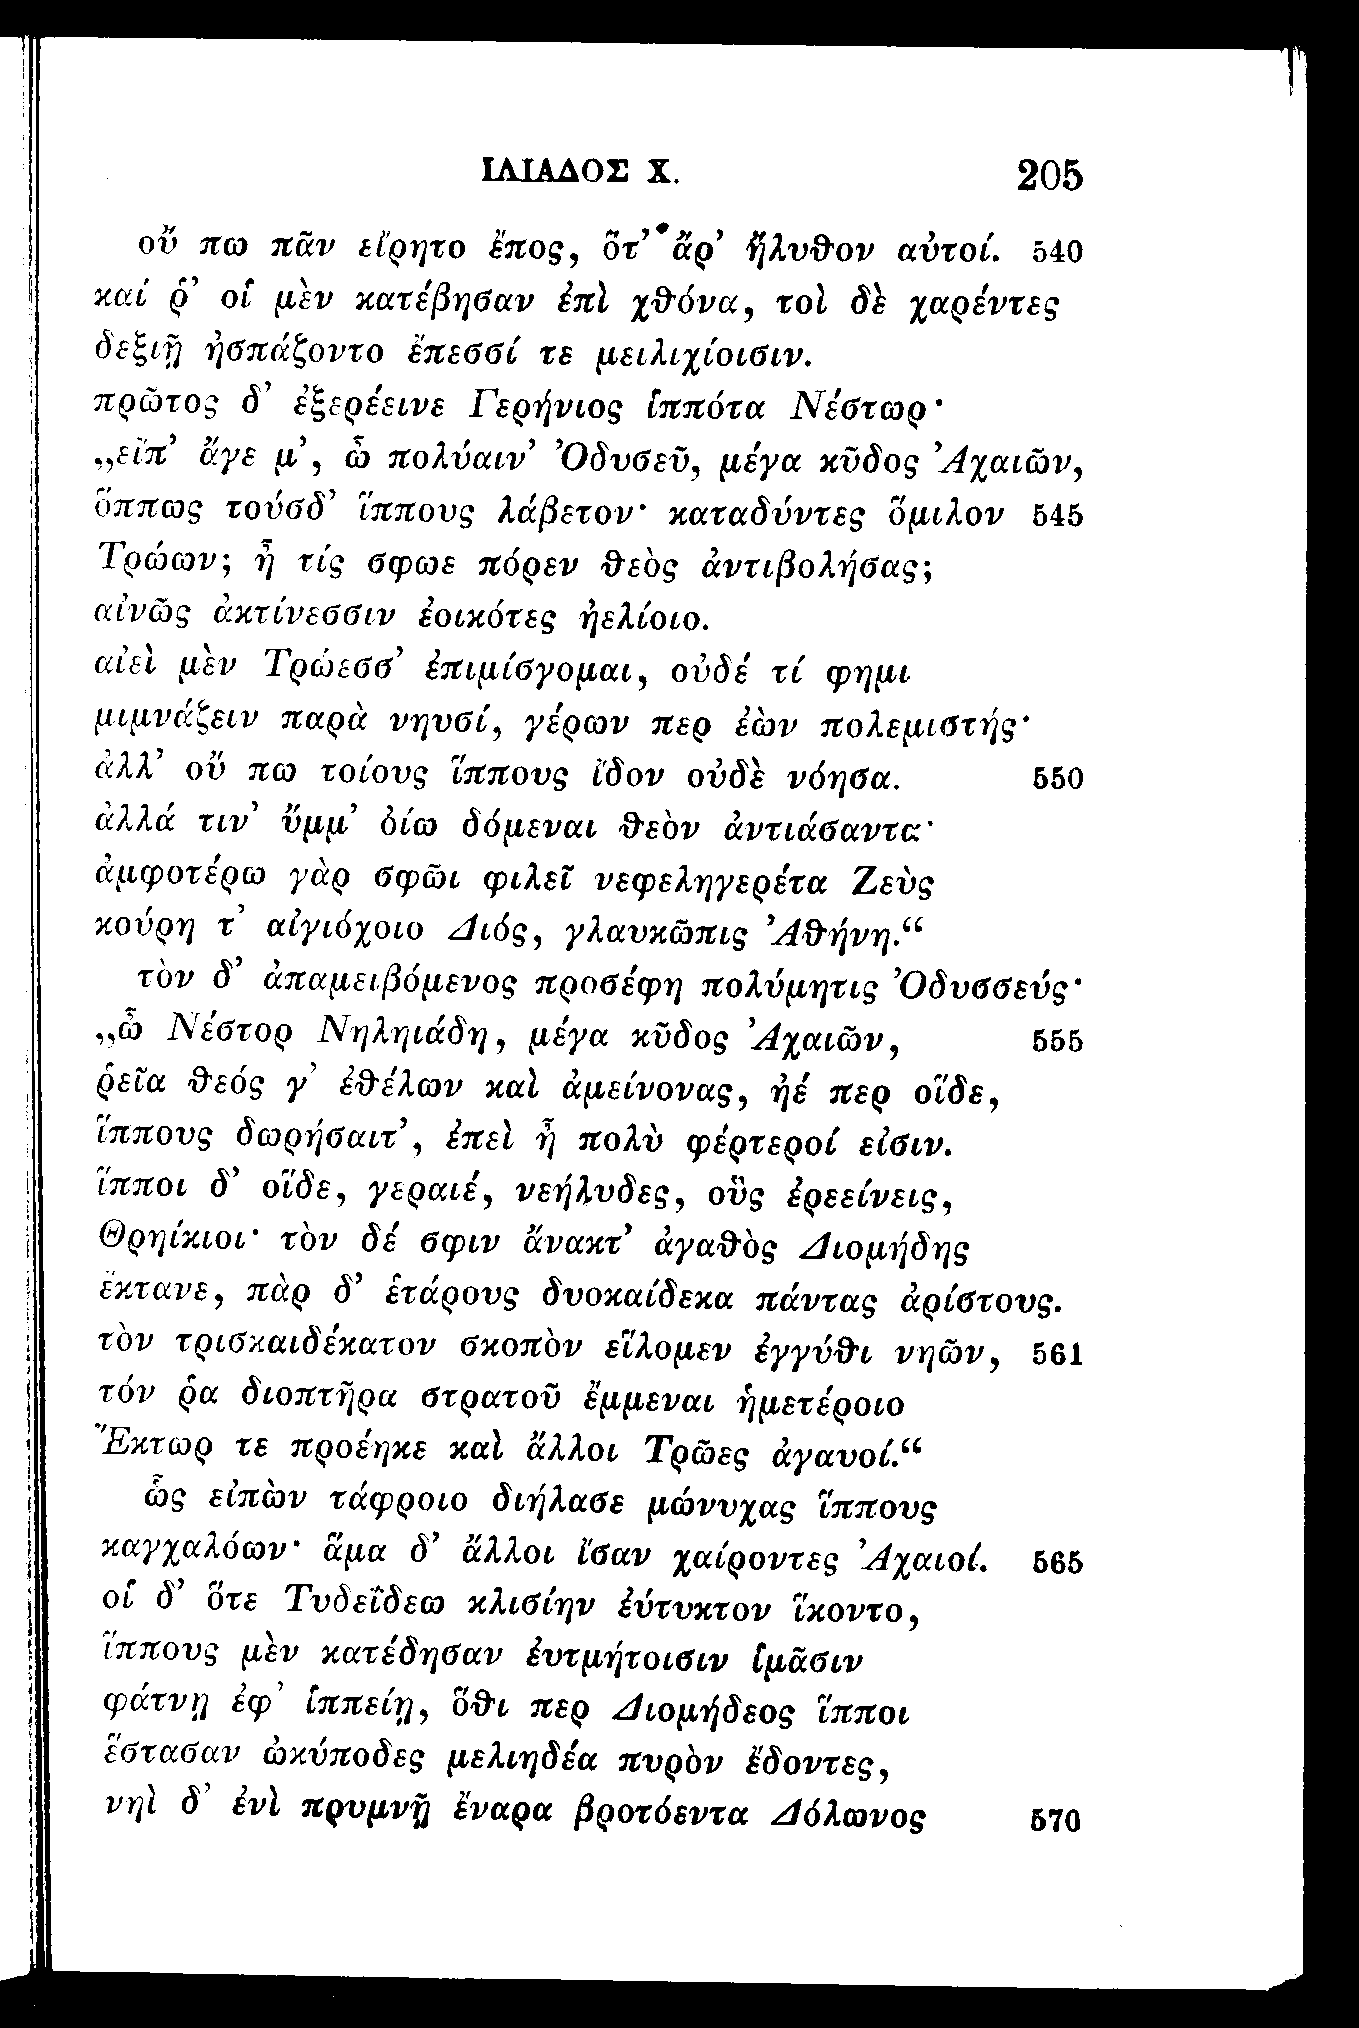 ΙΛΙΑΔΟΣ Χ. 205
οὔ πω πᾶν εἴρητο ἔπος, ὅτ’ ἄρ’ ἤλυθον αὐτοί. 540
καί ῥ’ οἳ μὲν κατέβησαν ἐπὶ χθόνα, τοὶ δὲ χαρέντες
δεξιῇ ἠσπάζοντο ἔπεσσί τε μειλιχίοισιν.
πρῶτος δ’ ἐξερέεινε Γερήνιος ἱππότα Νέστωρ·
„εἴπ’ ἄγε μ’, ὦ πολύαιν’ Ὀδυσεῦ, μέγα κῦδος Ἀχαιῶν,
ὅππως τούσδ’ ἵππους λάβετον· καταδύντες ὅμιλον 545
Τρώων; ἦ τίς σφωε πόρεν θεὸς ἀντιβολήσας;
αἰνῶς ἀκτίνεσσιν ἐοικότες ἠελίοιο.
αἰεὶ μὲν Τρώεσσ’ ἐπιμίσγομαι, οὐδέ τί φημι
μιμνάζειν παρὰ νηυσί, γέρων περ ἐὼν πολεμιστής·
ἀλλ’ οὔ πω τοίους ἵππους ἴδον οὐδὲ νόησα. 550
ἀλλά τιν’ ὔμμ’ ὀίω δόμεναι θεὸν ἀντιάσαντα·
ἀμφοτέρω γὰρ σφῶι φιλεῖ νεφεληγερέτα Ζεὺς
κούρη τ’ αἰγιόχοιο Διός, γλαυκῶπις Ἀθήνη.“
τὸν δ’ ἀπαμειβόμενος προσέφη πολύμητις Ὀδυσσεύς·
„ὦ Νέστορ Νηληιάδη, μέγα κῦδος Ἀχαιῶν, 555
ῥεῖα θεός γ’ ἐθέλων καὶ ἀμείνονας, ἠέ περ οἵδε,
ἵππους δωρήσαιτ’, ἐπεὶ ἦ πολὺ φέρτεροί εἰσιν.
ἵπποι δ’ οἵδε, γεραιέ, νεήλυδες, οὓς ἐρεείνεις,
Θρηίκιοι· τὸν δέ σφιν ἄνακτ’ ἀγαθὸς Διομήδης
ἔκτανε, πὰρ δ’ ἑτάρους δυοκαίδεκα πάντας ἀρίστους.
τὸν τρισκαιδέκατον σκοπὸν εἵλομεν ἐγγύθι νηῶν, 561
τόν ῥα διοπτῆρα στρατοῦ ἔμμεναι ἡμετέροιο
Ἕκτωρ τε προέηκε καὶ ἄλλοι Τρῶες ἀγαυοί.“
ὣς εἰπὼν τάφροιο διήλασε μώνυχας ἵππους
καγχαλόων· ἅμα δ’ ἄλλοι ἴσαν χαίροντες Ἀχαιοί. 565
οἳ δ’ ὅτε Τυδεΐδεω κλισίην ἐύτυκτον ἵκοντο,
ἵππους μὲν κατέδησαν ἐυτμήτοισιν ἱμᾶσιν
φάτνῃ ἐφ’ ἱππείῃ, ὅθι περ Διομήδεος ἵπποι
ἕστασαν ὠκύποδες μελιηδέα πυρὸν ἔδοντες,
νηὶ δ’ ἐνὶ πρυμνῇ ἔναρα βροτόεντα Δόλωνος 570